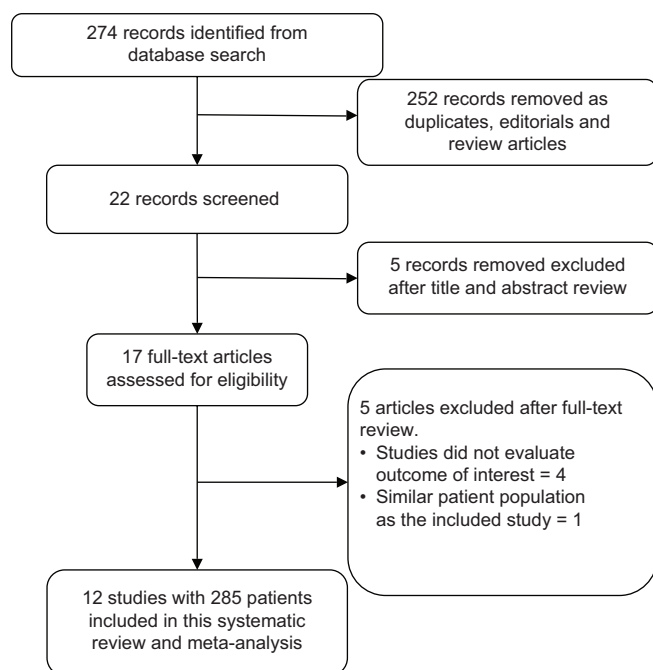 274 records identified from
database search
252 records removed as
duplicates, editorials and
review articles
22 records screened
5 records removed excluded
after title and abstract review
17 full-text articles
assessed for eligibility
5 articles excluded after full-text
review.
• Studies did not evaluate
outcome of interest = 4
• Similar patient population
as the included study = 1
12 studies with 285 patients
included in this systematic
review and meta-analysis